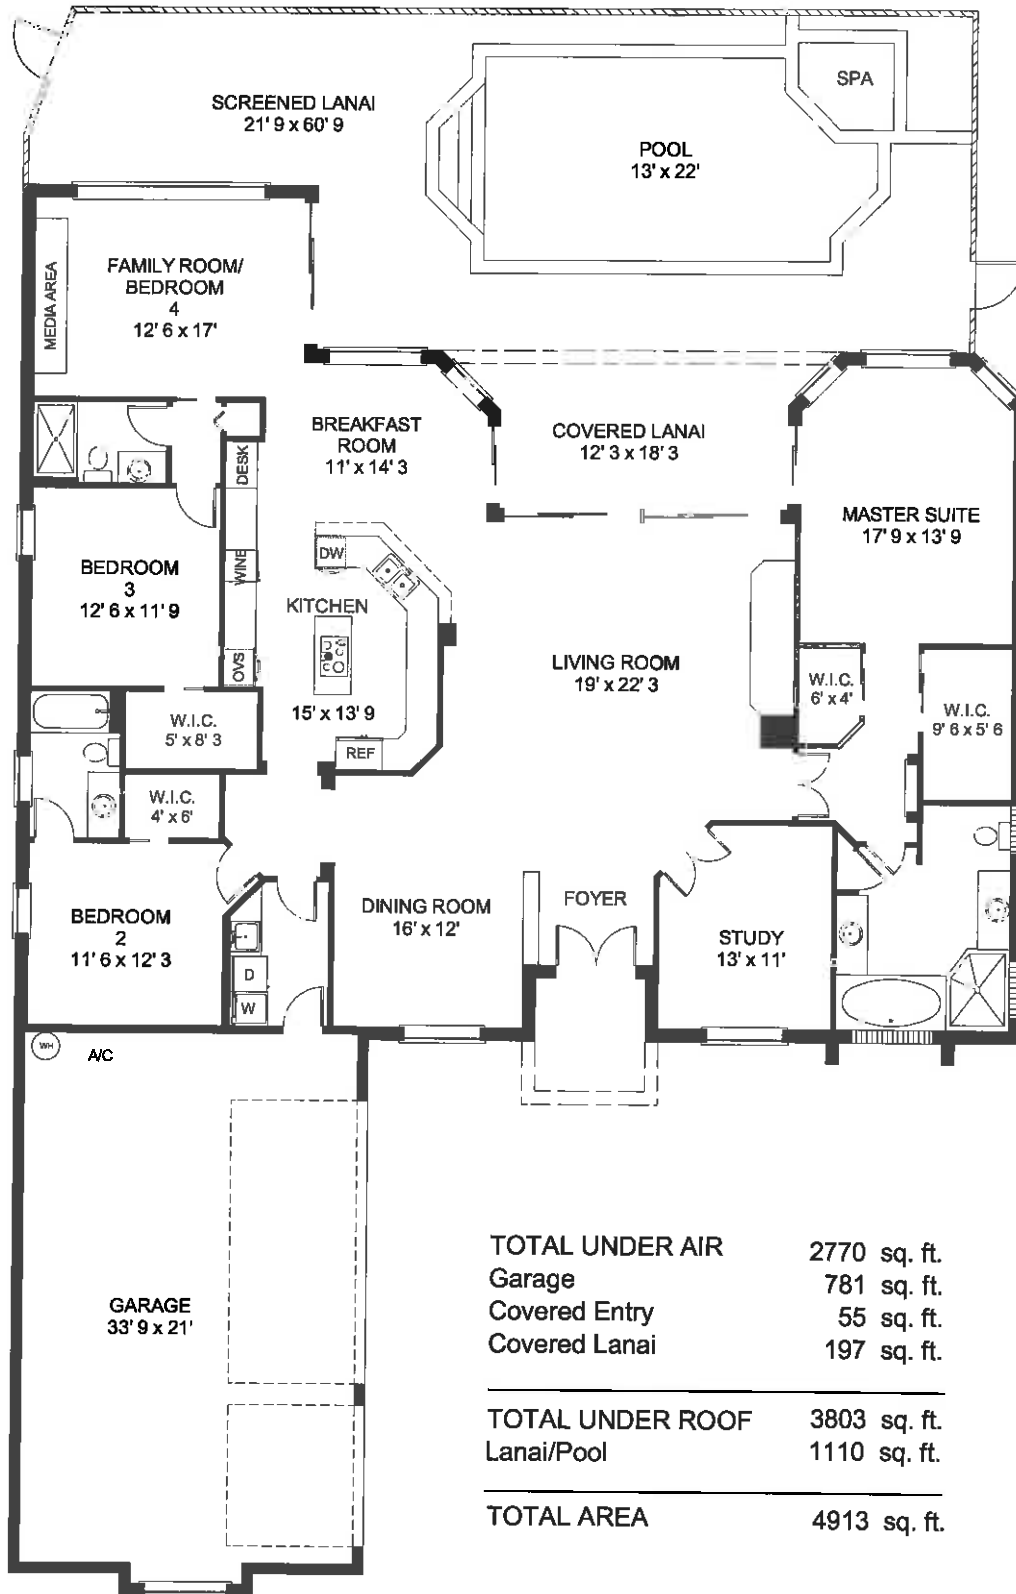 SPA
SCREENED LANAI
21' 9 x 60' 9
POOL
13' x 22'
FAMILY ROOM/
BEDROOM
4
12' 6 x 17'
MEDIA AREA
BREAKFAST
ROOM
11' x 14' 3
COVERED LANAI
12' 3 x 18' 3
DESK
MASTER SUITE
17' 9 x 13' 9
DW
WINE
BEDROOM
3
12' 6 x 11' 9
KITCHEN
15' x 13' 9
OVS
LIVING ROOM
19' x 22' 3
W.I.C.
6' x 4'
W.I.C.
9' 6 x 5' 6
W.I.C.
5' x 8' 3
REF
W.I.C.
4' x 6'
DINING ROOM
16' x 12'
FOYER
BEDROOM
2
11' 6 x 12' 3
STUDY
13' x 11'
D
W
WH
A/C
GARAGE
33' 9 x 21'
TOTAL UNDER AIR 2770 sq. ft.
Garage 781 sq. ft.
Covered Entry 55 sq. ft.
Covered Lanai 197 sq. ft.
TOTAL UNDER ROOF 3803 sq. ft.
Lanai/Pool 1110 sq. ft.
TOTAL AREA 4913 sq. ft.